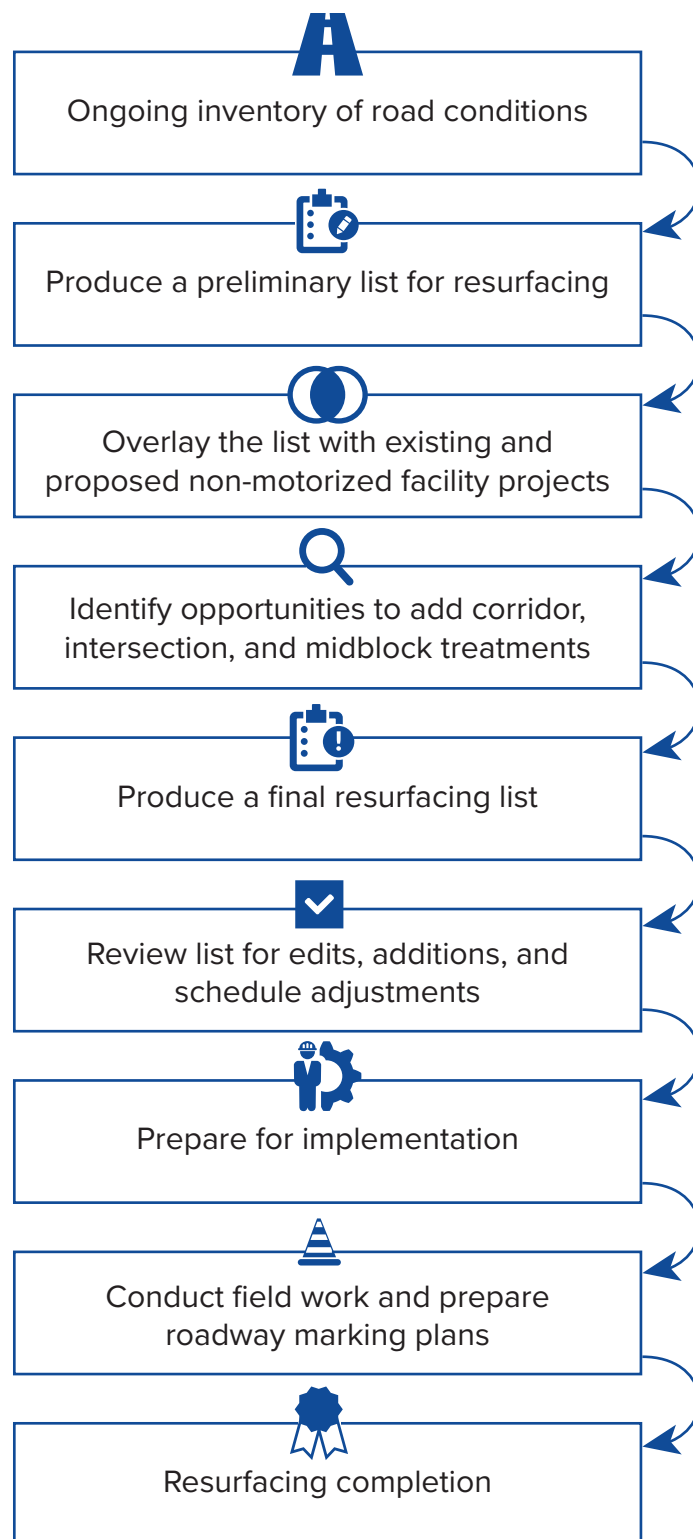 Ongoing inventory of road conditions
Produce a preliminary list for resurfacing
Overlay the list with existing and
proposed non-motorized facility projects
Identify opportunities to add corridor,
intersection, and midblock treatments
Produce a final resurfacing list
Review list for edits, additions, and
schedule adjustments
Prepare for implementation
Conduct field work and prepare
roadway marking plans
Resurfacing completion